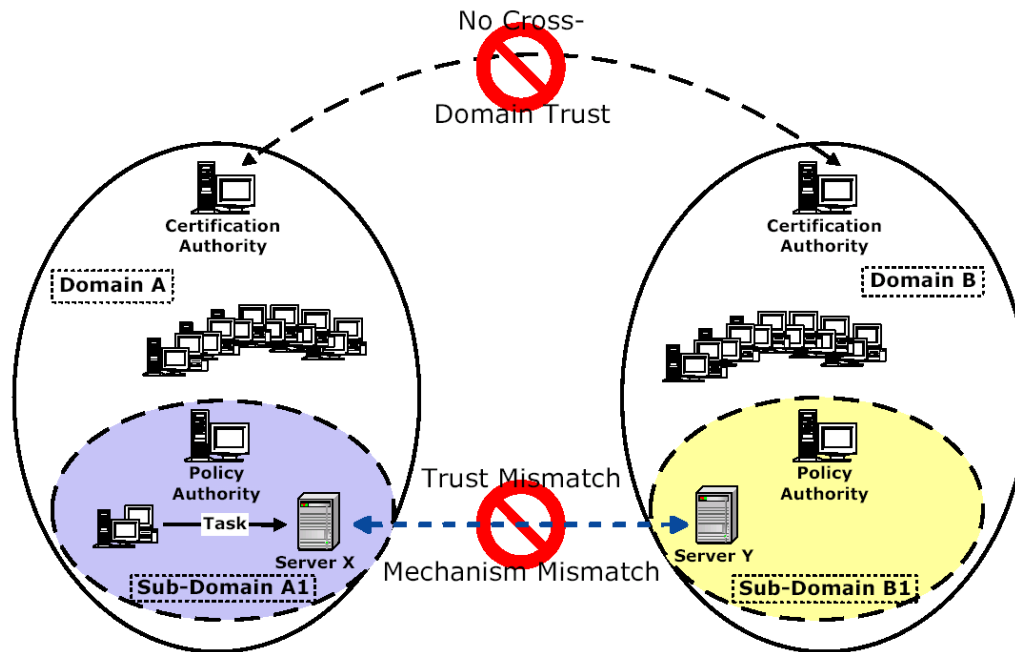 No Cross-
Domain Trust
Certification
Authority
Certification
Authority
Domain A
Domain B
Policy
Authority
Policy
Authority
Trust Mismatch
Task
Server X
Server Y
Mechanism Mismatch
Sub-Domain A1
Sub-Domain B1